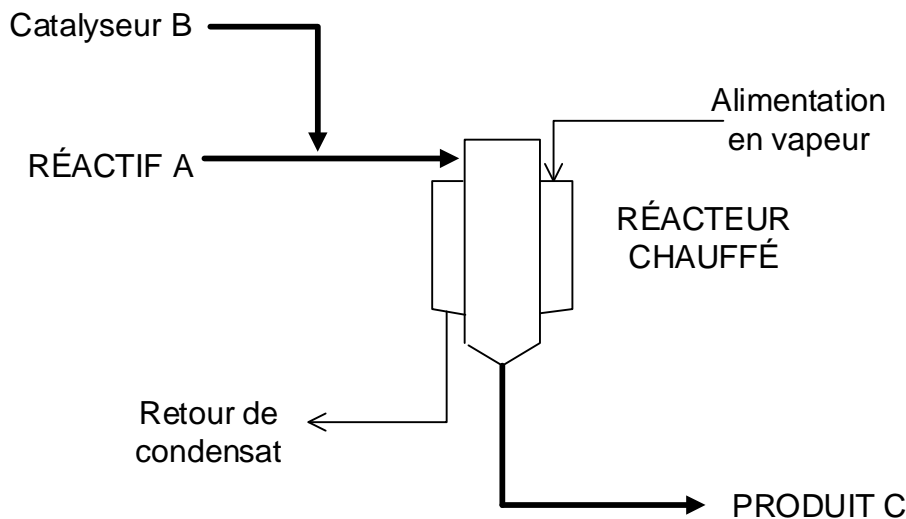 Catalyseur B
Alimentation
en vapeur
RÉACTIF A
RÉACTEUR
CHAUFFÉ
Retour de
condensat
PRODUIT C